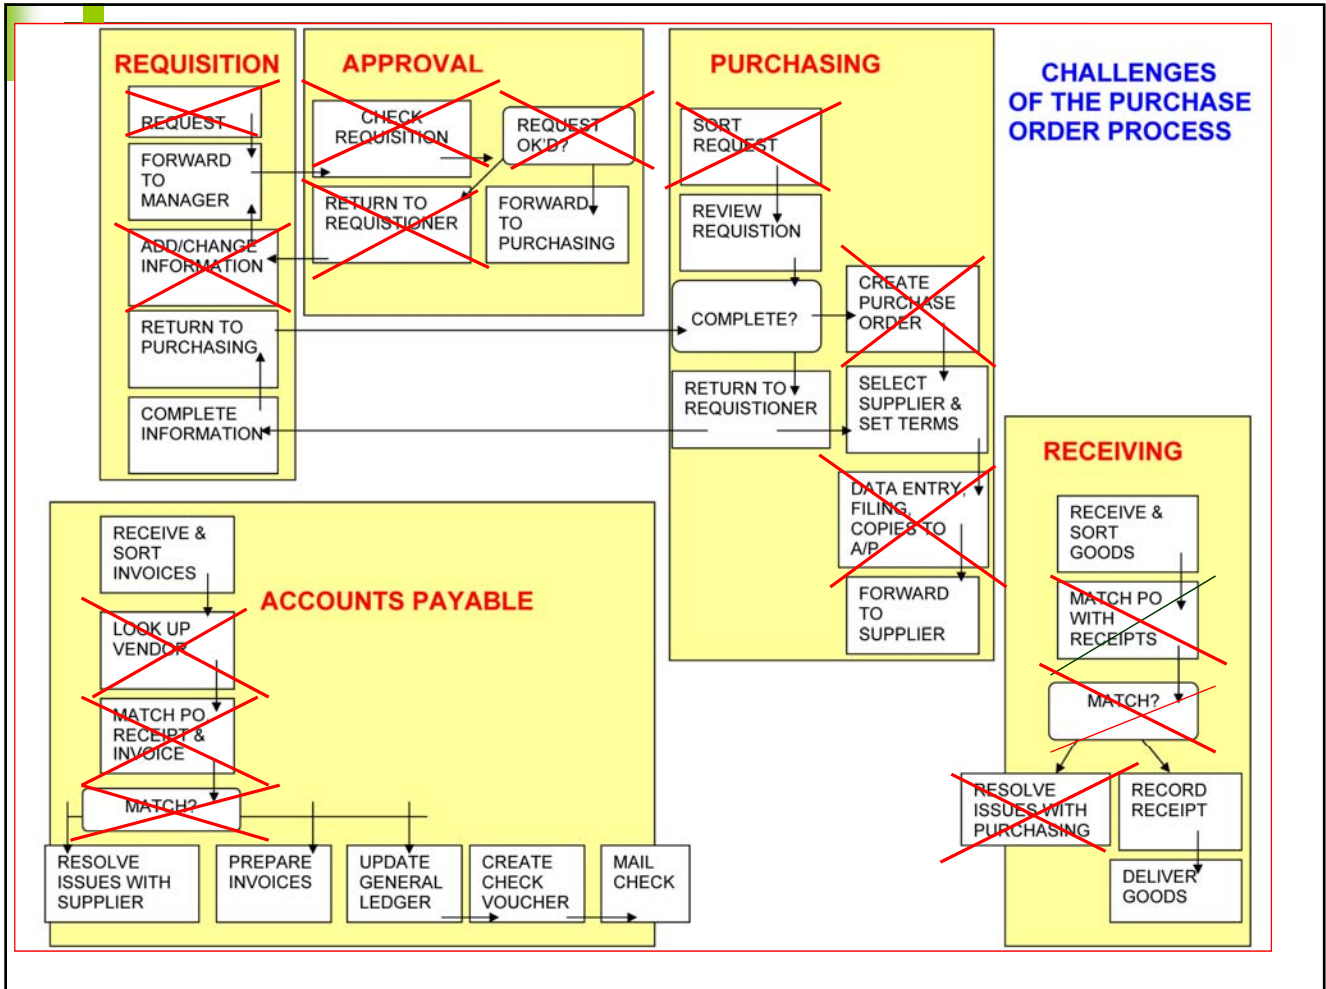 REQUISITION
REQUEST
FORWARD
TO
MANAGER
ADD/CHANGE
INFORMATION
RETURN TO
PURCHASING
COMPLETE
INFORMATION
APPROVAL
CHECK
REQUISITION
REQUEST
OK'D?
RETURN TO
REQUISTIONER
FORWARD
TO
PURCHASING
PURCHASING
SORT
REQUEST
REVIEW
REQUISTION
COMPLETE?
RETURN TO
REQUISTIONER
CREATE
PURCHASE
ORDER
SELECT
SUPPLIER &
SET TERMS
DATA ENTRY,
FILING,
COPIES TO
A/P
FORWARD
TO
SUPPLIER
CHALLENGES
OF THE PURCHASE
ORDER PROCESS
RECEIVING
RECEIVE &
SORT
GOODS
MATCH PO
WITH
RECEIPTS
MATCH?
RESOLVE
ISSUES WITH
PURCHASING
RECORD
RECEIPT
DELIVER
GOODS
ACCOUNTS PAYABLE
RECEIVE &
SORT
INVOICES
LOOK UP
VENDOR
MATCH PO,
RECEIPT &
INVOICE
MATCH?
RESOLVE
ISSUES WITH
SUPPLIER
PREPARE
INVOICES
UPDATE
GENERAL
LEDGER
CREATE
CHECK
VOUCHER
MAIL
CHECK